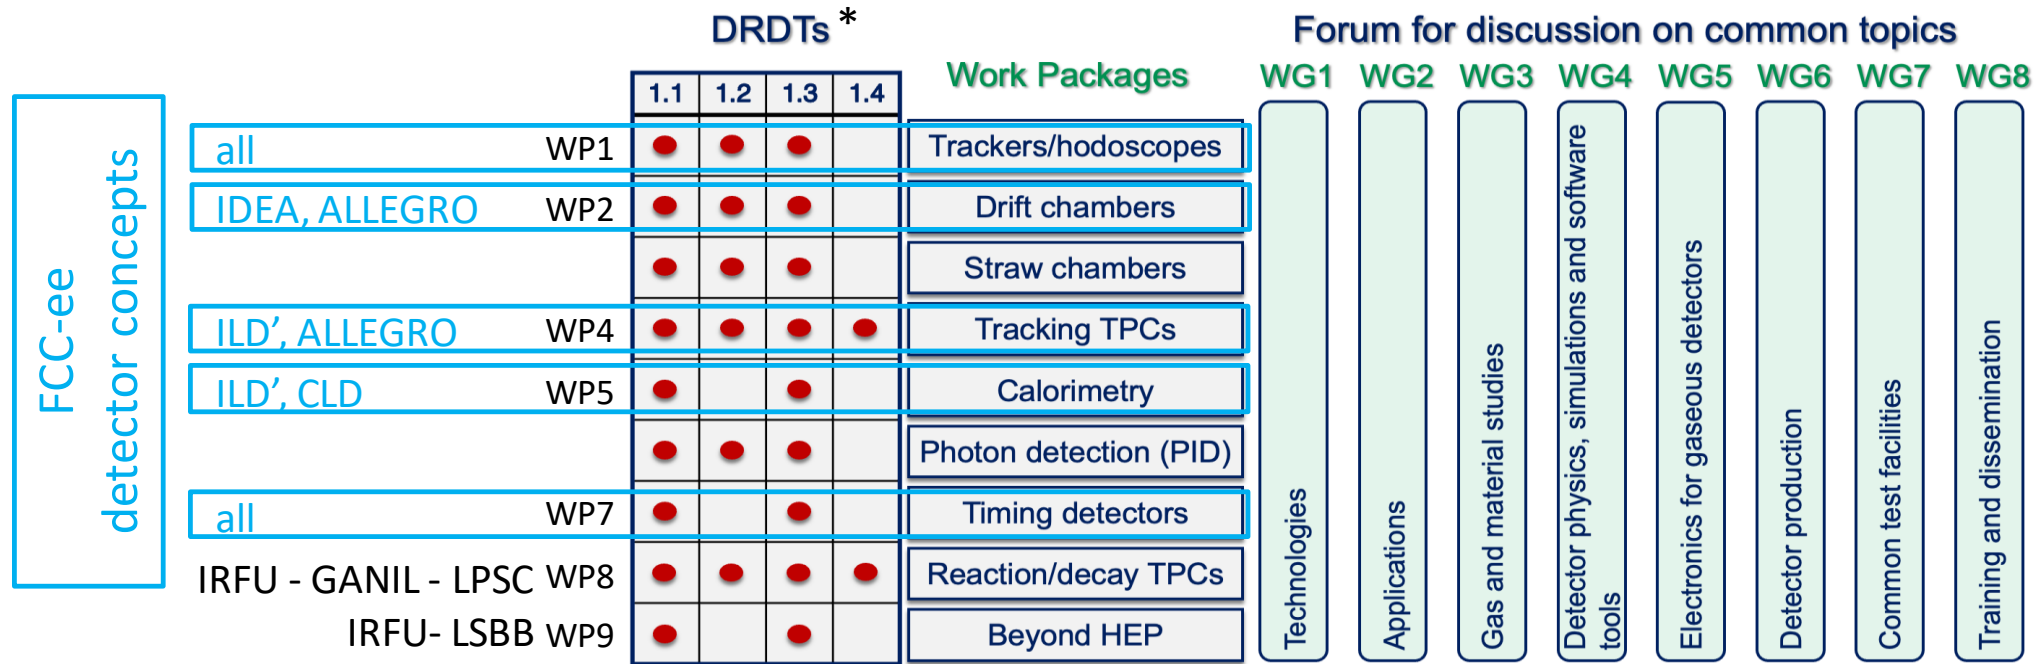 DRDTs *
Forum for discussion on common topics
1.1 1.2 1.3 1.4
Work Packages
WG1 WG2 WG3 WG4 WG5 WG6 WG7 WG8
FCC-ee
detector concepts
all WP1 Trackers/hodoscopes
IDEA, ALLEGRO WP2 Drift chambers
Straw chambers
ILD’, ALLEGRO WP4 Tracking TPCs
ILD’, CLD WP5 Calorimetry
Photon detection (PID)
all WP7 Timing detectors
IRFU - GANIL - LPSC WP8 Reaction/decay TPCs
IRFU- LSBB WP9 Beyond HEP
Technologies
Applications
Gas and material studies
Detector physics, simulations and software
tools
Electronics for gaseous detectors
Detector production
Common test facilities
Training and dissemination